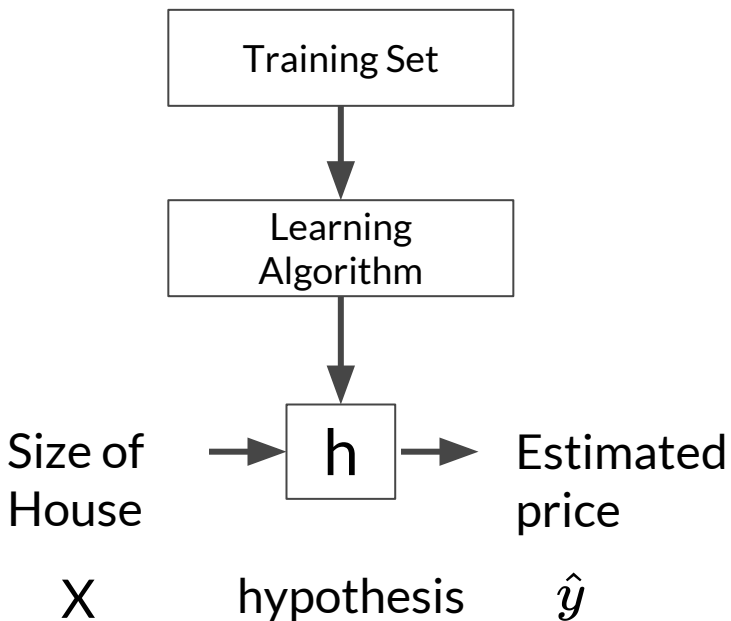 Training Set
Learning
Algorithm
h
Size of
House
Estimated
price
X
hypothesis
ŷ